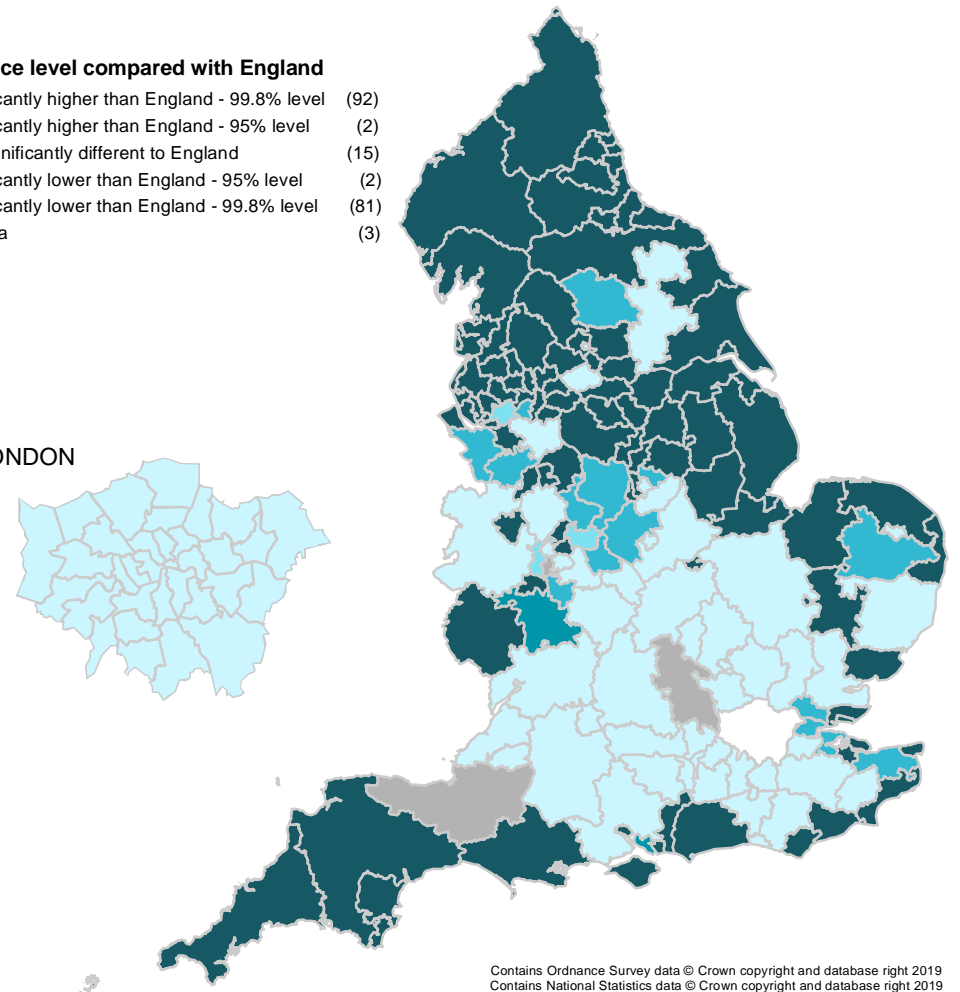 ce level compared with England
cantly higher than England - 99.8% level (92)
cantly higher than England - 95% level (2)
nificantly different to England (15)
cantly lower than England - 95% level (2)
cantly lower than England - 99.8% level (81)
a (3)
ONDON
Contains Ordnance Survey data © Crown copyright and database right 2019
Contains National Statistics data © Crown copyright and database right 2019